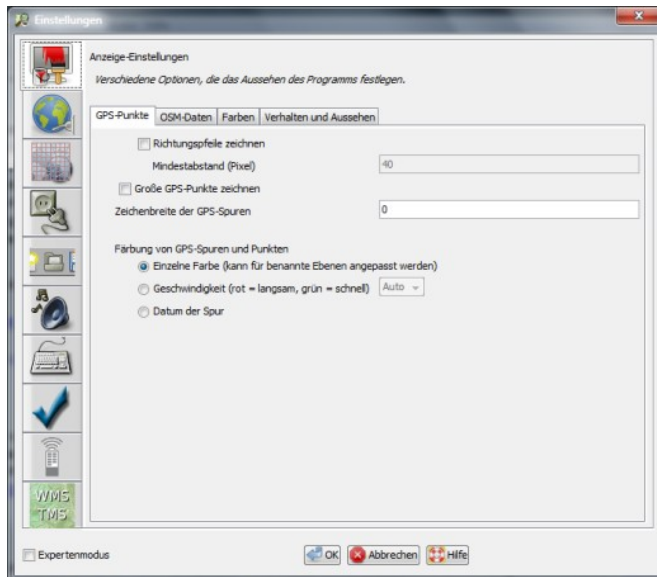 Einstellungen
Anzeige-Einstellungen
Verschiedene Optionen, die das Aussehen des Programms festlegen.
GPS-Punkte OSM-Daten Farben Verhalten und Aussehen
Richtungspfeile zeichnen
Mindestabstand (Pixel) 40
Große GPS-Punkte zeichnen
Zeichenbreite der GPS-Spuren 0
Färbung von GPS-Spuren und Punkten
Einzelne Farbe (kann für benannte Ebenen angepasst werden)
Geschwindigkeit (rot = langsam, grün = schnell) Auto
Datum der Spur
WMS
TMS
Expertenmodus OK Abbrechen Hilfe